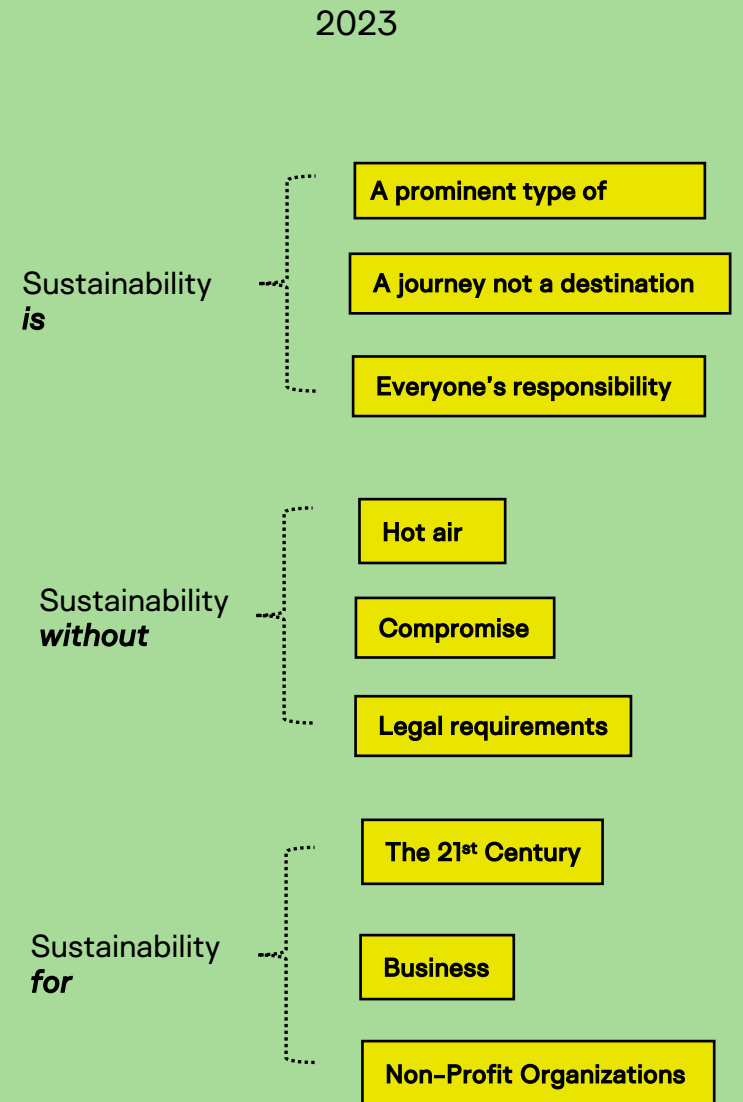 2023
Sustainability
is
A prominent type of
A journey not a destination
Everyone’s responsibility
Sustainability
without
Hot air
Compromise
Legal requirements
Sustainability
for
The 21st Century
Business
Non-Profit Organizations